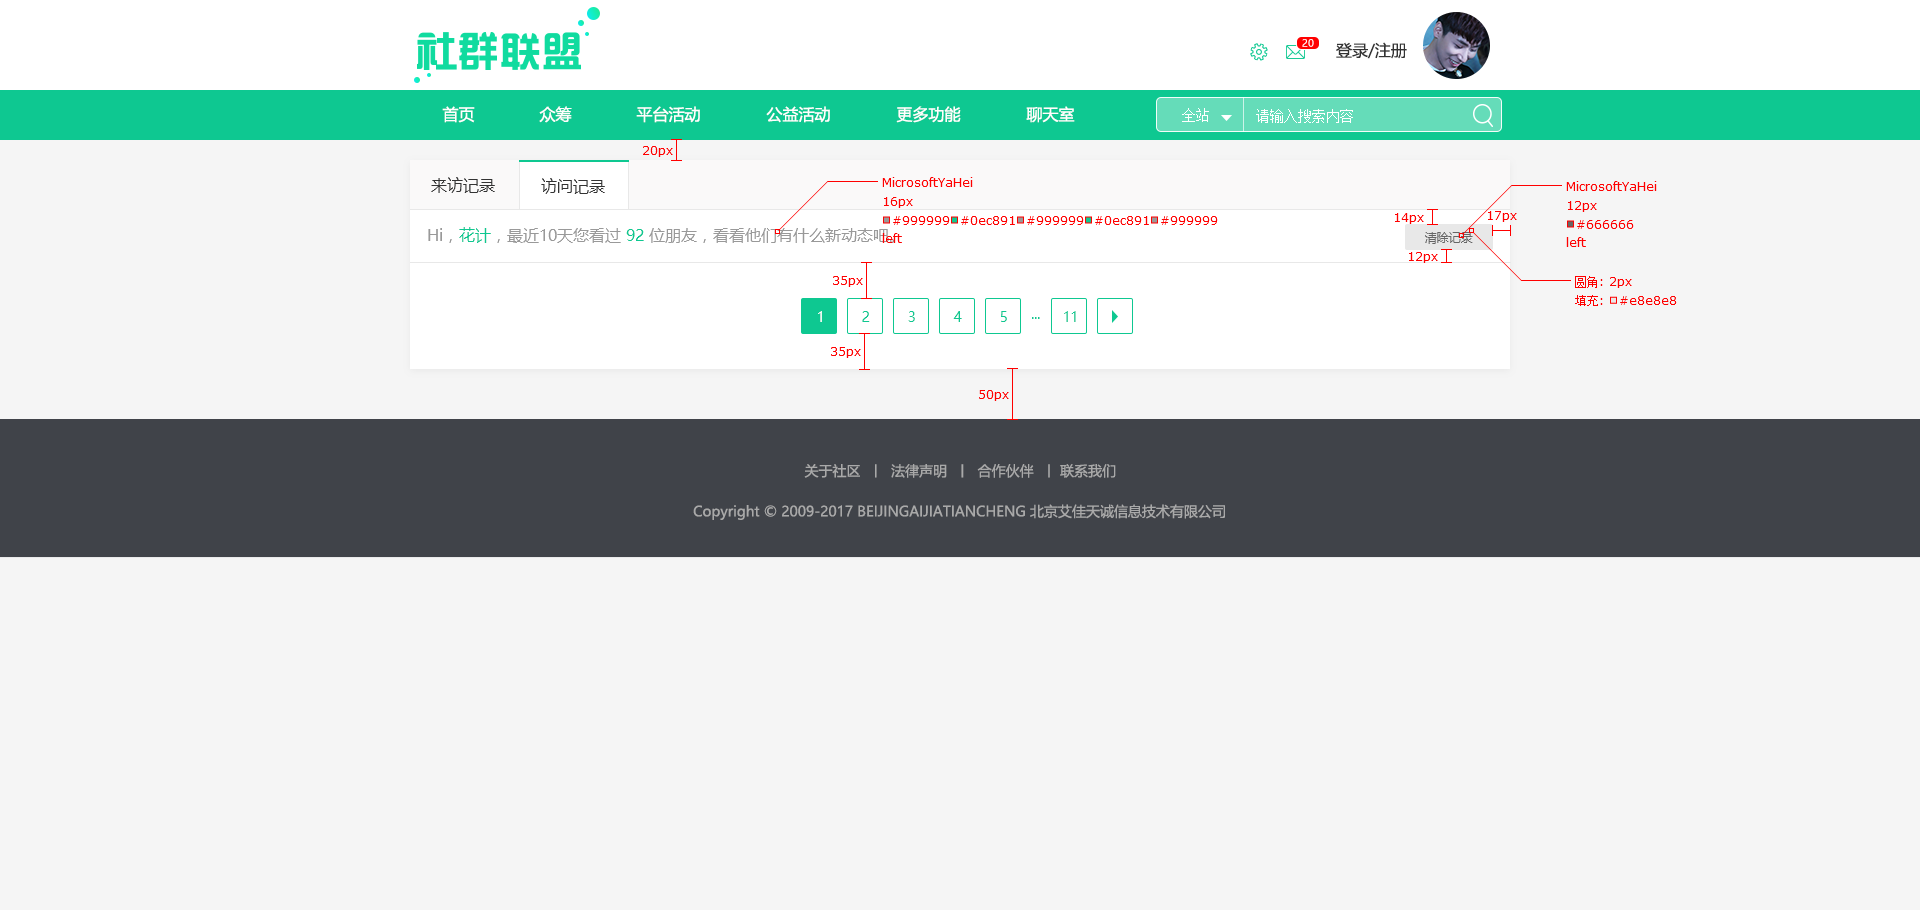 社群联盟
20
登录/注册
首页 众筹 平台活动 公益活动 更多功能 聊天室 全站 请输入搜索内容
20px
来访记录 访问记录
MicrosoftYaHei
16px
#999999 #0ec891 #999999 #0ec891 #999999
left
Hi，花计，最近10天您看过 92 位朋友，看看他们有什么新动态吧
14px
17px
清除记录
12px
MicrosoftYaHei
12px
#666666
left
圆角: 2px
填充: #e8e8e8
35px
1 2 3 4 5 ... 11
35px
50px
关于社区 | 法律声明 | 合作伙伴 | 联系我们
Copyright © 2009-2017 BEIJINGAIJIATIANCHENG 北京艾佳天诚信息技术有限公司